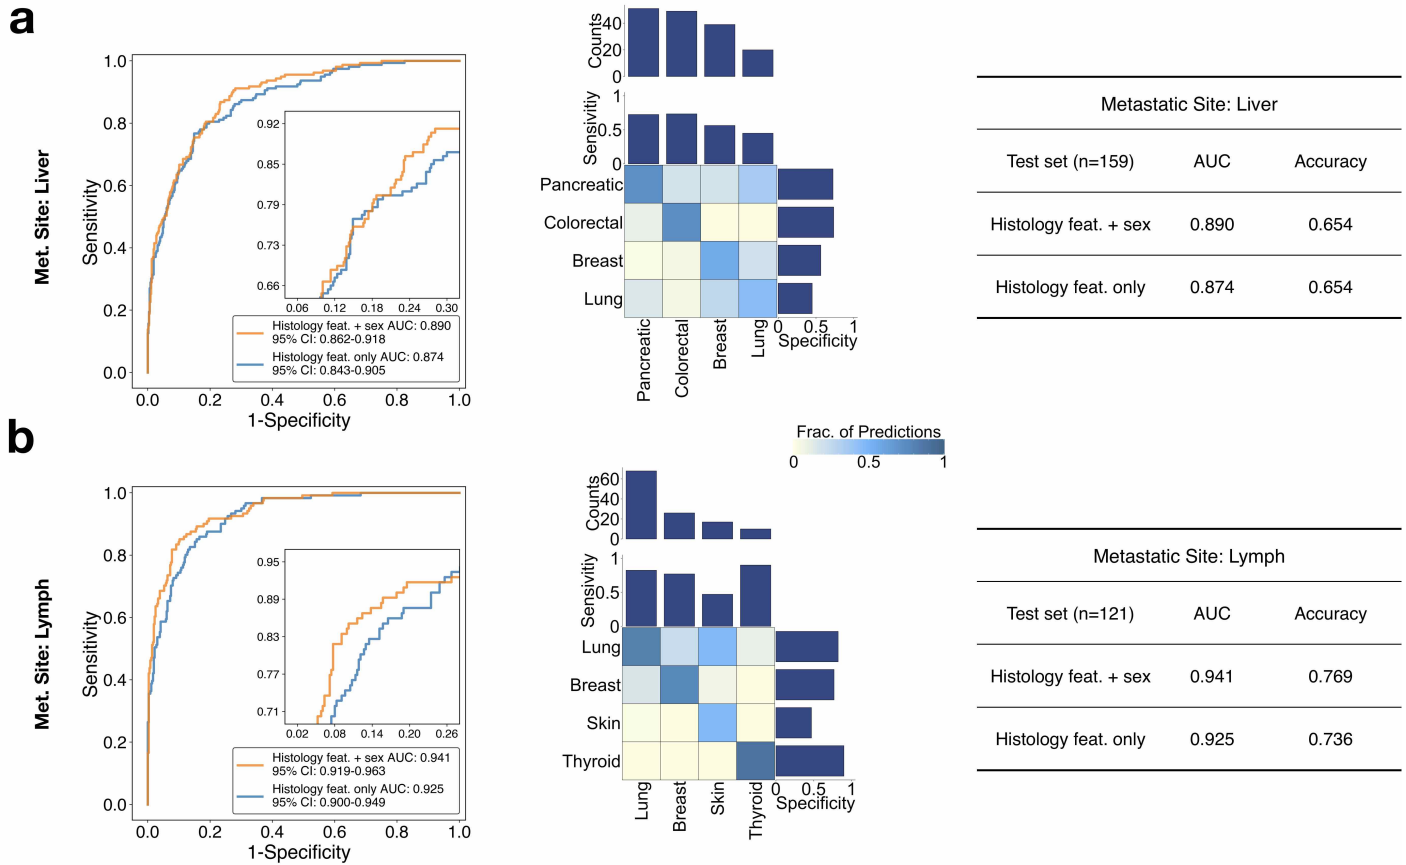 a
Met. Site: Liver
Sensitivity
1.0
0.8
0.6
0.4
0.2
0.0
0.92
0.85
0.79
0.73
0.66
0.06 0.12 0.18 0.24 0.30
Histology feat. + sex AUC: 0.890
95% CI: 0.862-0.918
Histology feat. only AUC: 0.874
95% CI: 0.843-0.905
0.0 0.2 0.4 0.6 0.8 1.0
1-Specificity
Counts
40
20
0
Sensivitiy
1
0.5
0
Pancreatic
Colorectal
Breast
Lung
Pancreatic
Colorectal
Breast
Lung
0 0.5 1
Specificity
Metastatic Site: Liver
Test set (n=159) AUC Accuracy
Histology feat. + sex 0.890 0.654
Histology feat. only 0.874 0.654
b
Frac. of Predictions
0 0.5 1
Met. Site: Lymph
Sensitivity
1.0
0.8
0.6
0.4
0.2
0.0
0.95
0.89
0.83
0.77
0.71
0.02 0.08 0.14 0.20 0.26
Histology feat. + sex AUC: 0.941
95% CI: 0.919-0.963
Histology feat. only AUC: 0.925
95% CI: 0.900-0.949
0.0 0.2 0.4 0.6 0.8 1.0
1-Specificity
Counts
60
40
20
0
Sensivitiy
1
0.5
0
Lung
Breast
Skin
Thyroid
Lung
Breast
Skin
Thyroid
0 0.5 1
Specificity
Metastatic Site: Lymph
Test set (n=121) AUC Accuracy
Histology feat. + sex 0.941 0.769
Histology feat. only 0.925 0.736